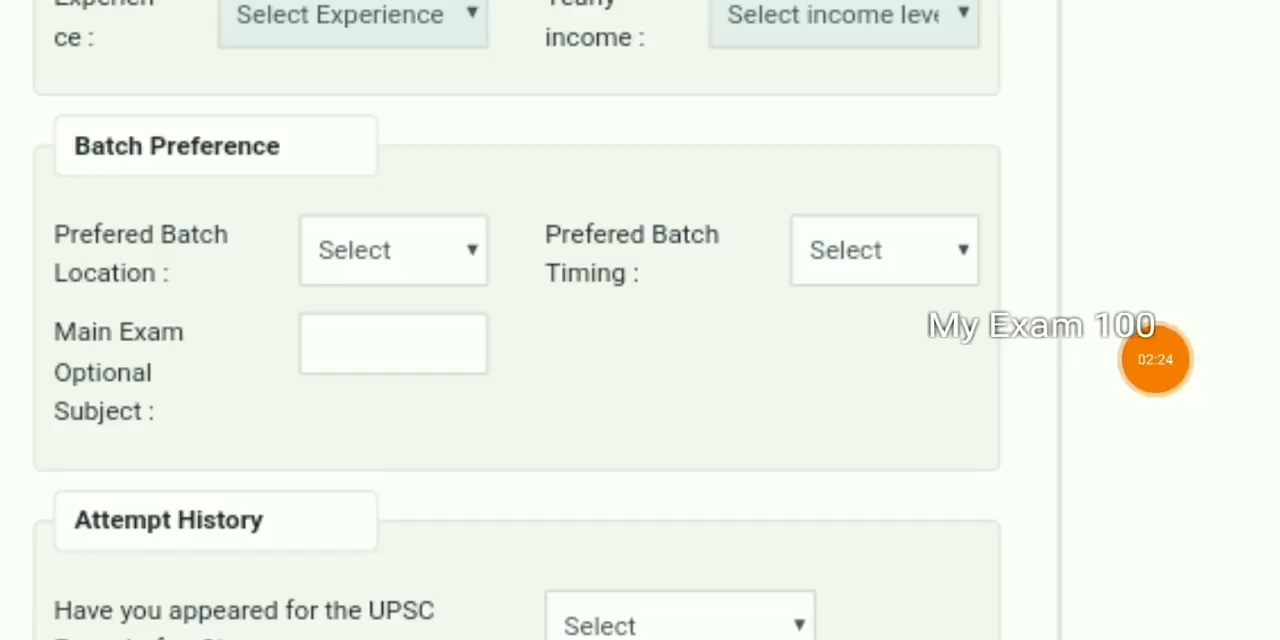 ce :
Select Experience
income :
Select income leve
Batch Preference
Prefered Batch
Location :
Select
Prefered Batch
Timing :
Select
Main Exam
Optional
Subject :
My Exam 100
02:24
Attempt History
Have you appeared for the UPSC
Select